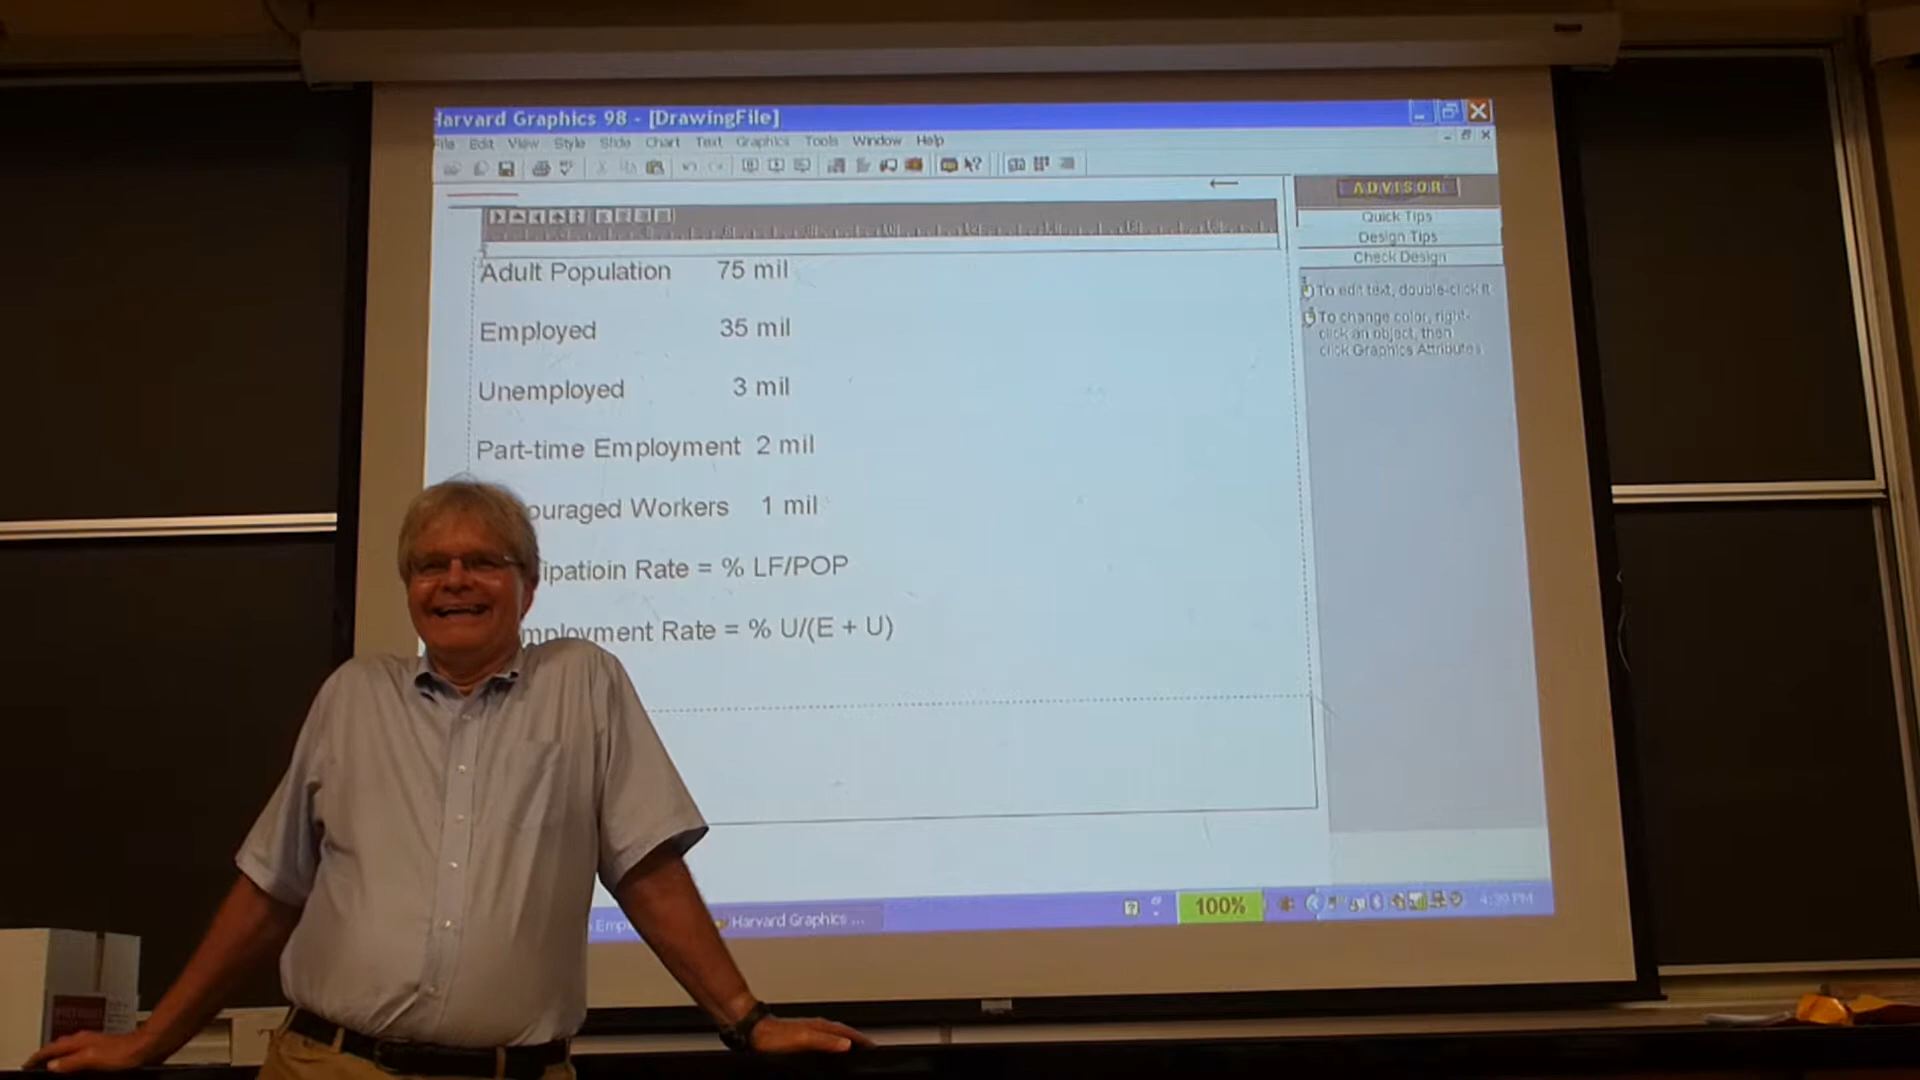 Harvard Graphics 98 - [DrawingFile]
File Edit View Style Slide Chart Text Graphics Tools Window Help
ADVISOR
Quick Tips
Design Tips
Check Design
To edit text, double-click it
To change color, right-
click an object, then
click Graphics Attributes
Adult Population 75 mil
Employed 35 mil
Unemployed 3 mil
Part-time Employment 2 mil
ouraged Workers 1 mil
ipatioin Rate = % LF/POP
mployment Rate = % U/(E + U)
Harvard Graphics ...
100%
4:39 PM